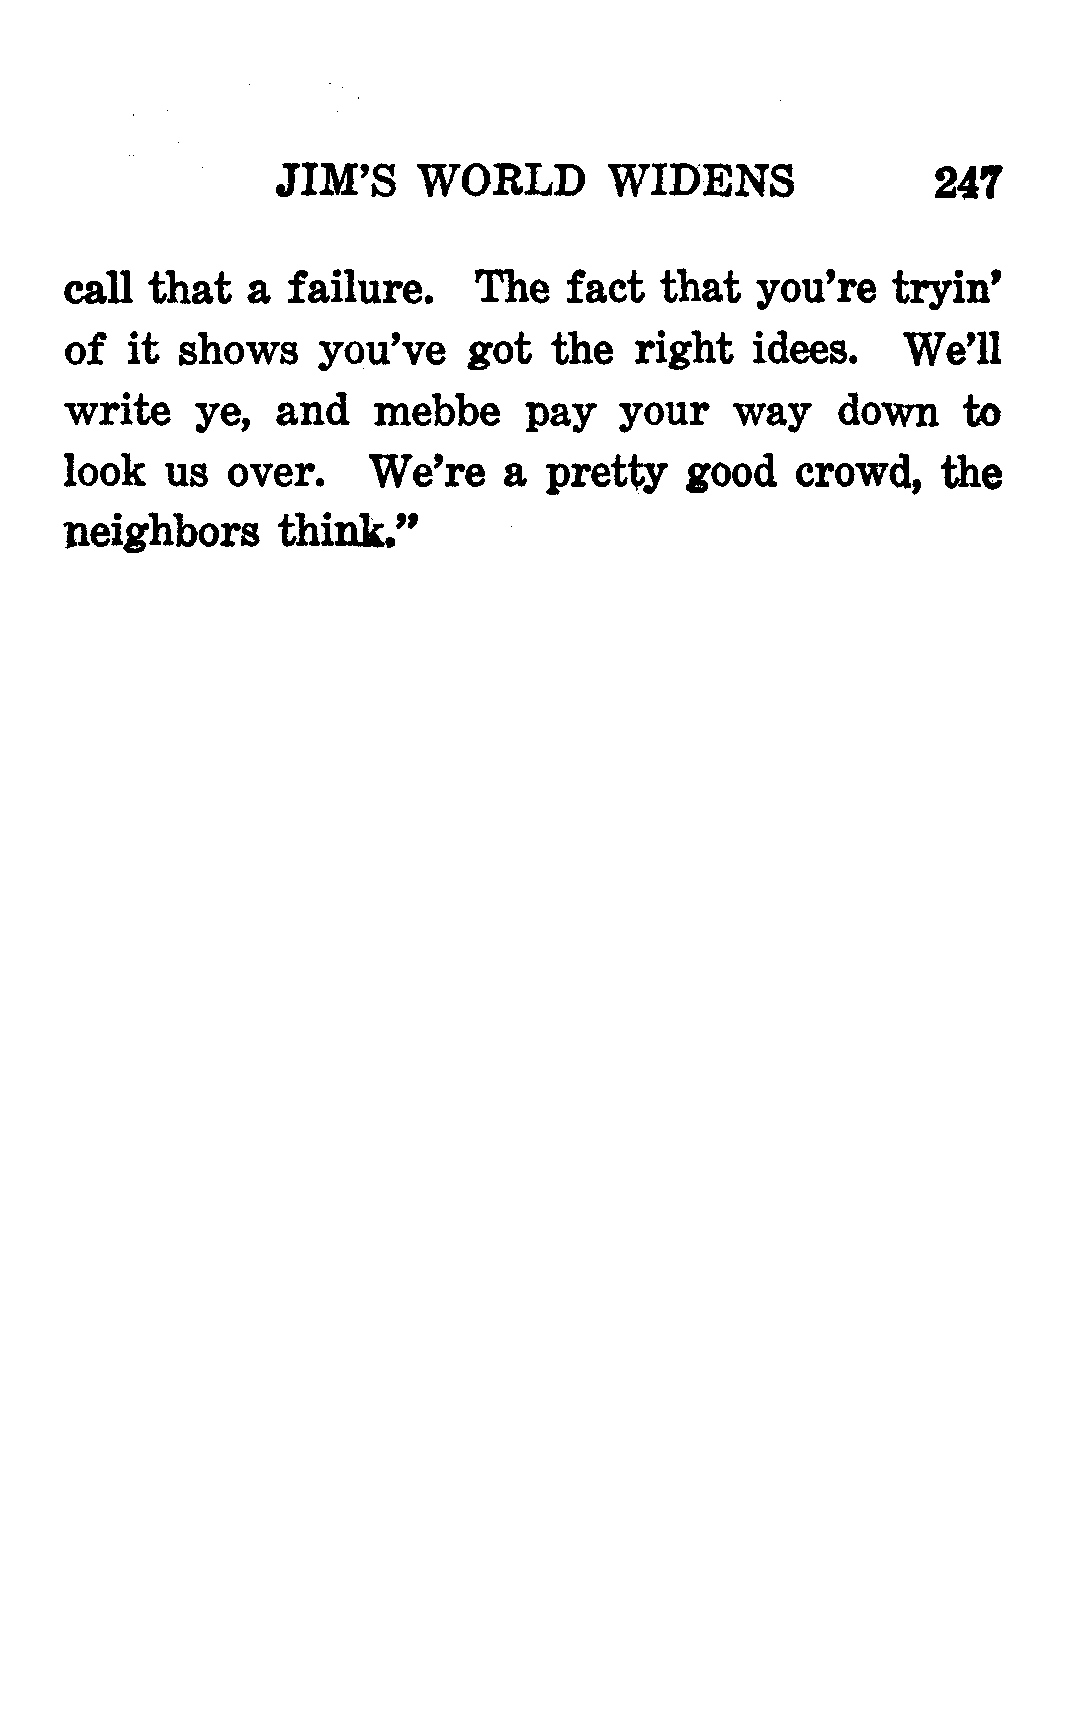 JIM'S WORLD WIDENS 247
call that a failure. The fact that you're tryin'
of it shows you've got the right idees. We'll
write ye, and mebbe pay your way down to
look us over. We're a pretty good crowd, the
neighbors think."